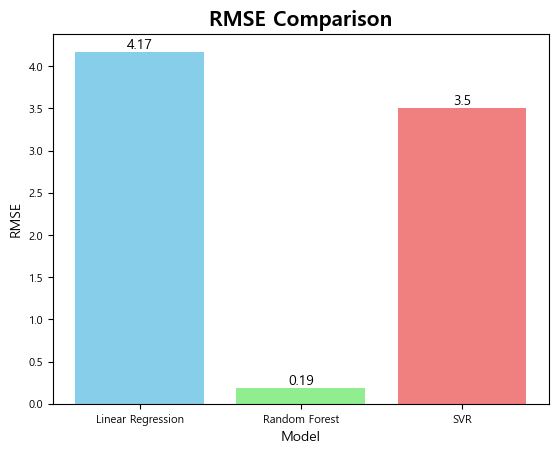 RMSE Comparison
4.17
3.5
0.19
RMSE
4.0
3.5
3.0
2.5
2.0
1.5
1.0
0.5
0.0
Linear Regression
Random Forest
SVR
Model